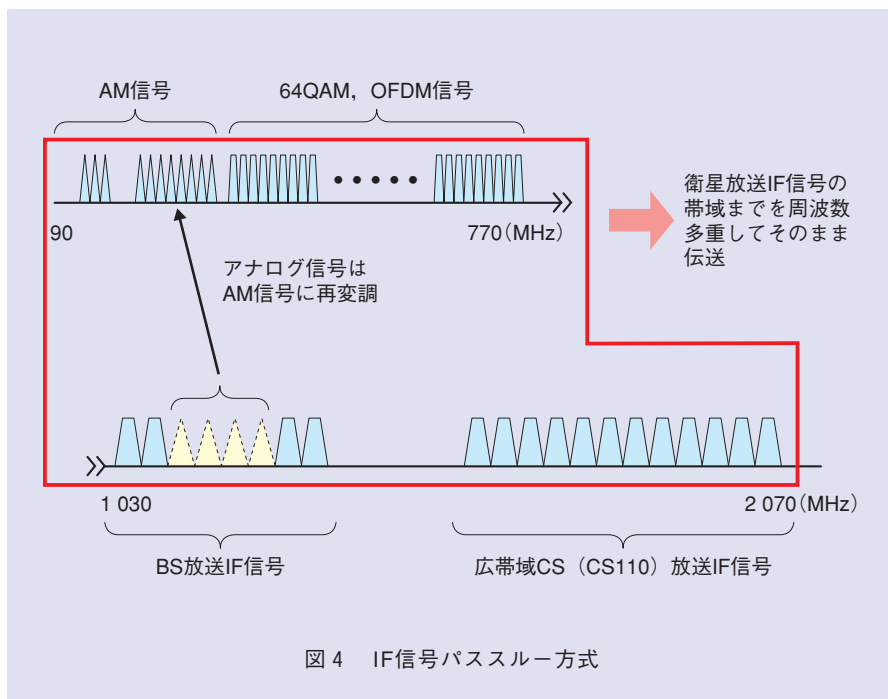 AM信号
64QAM，OFDM信号
90
770(MHz)
衛星放送IF信号の
帯域までを周波数
多重してそのまま
伝送
アナログ信号は
AM信号に再変調
1 030
2 070(MHz)
BS放送IF信号
広帯域CS（CS110）放送IF信号
図 4　IF信号パススルー方式